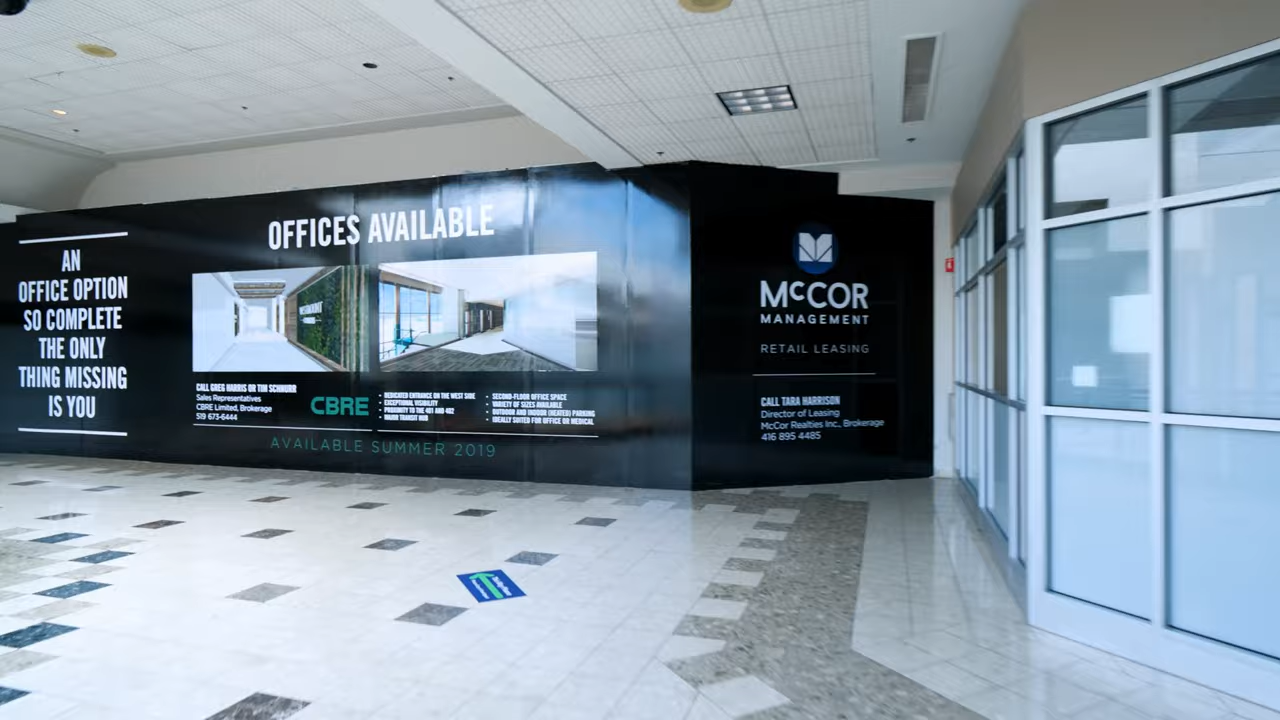 AN
OFFICE OPTION
SO COMPLETE
THE ONLY
THING MISSING
IS YOU
OFFICES AVAILABLE
CALL GREG HARRIS OR TIM SCHNURR
Sales Representatives
CBRE Limited, Brokerage
519 673-6444
CBRE
DEDICATED ENTRANCE ON THE WEST SIDE
EXCEPTIONAL VISIBILITY
PROXIMITY TO THE 401 AND 402
MAJOR TRANSIT HUB
SECOND-FLOOR OFFICE SPACE
VARIETY OF SIZES AVAILABLE
OUTDOOR AND INDOOR (HEATED) PARKING
IDEALLY SUITED FOR OFFICE OR MEDICAL
AVAILABLE SUMMER 2019
McCOR
MANAGEMENT
RETAIL LEASING
CALL TARA HARRISON
Director of Leasing
McCor Realties Inc., Brokerage
416 895 4485